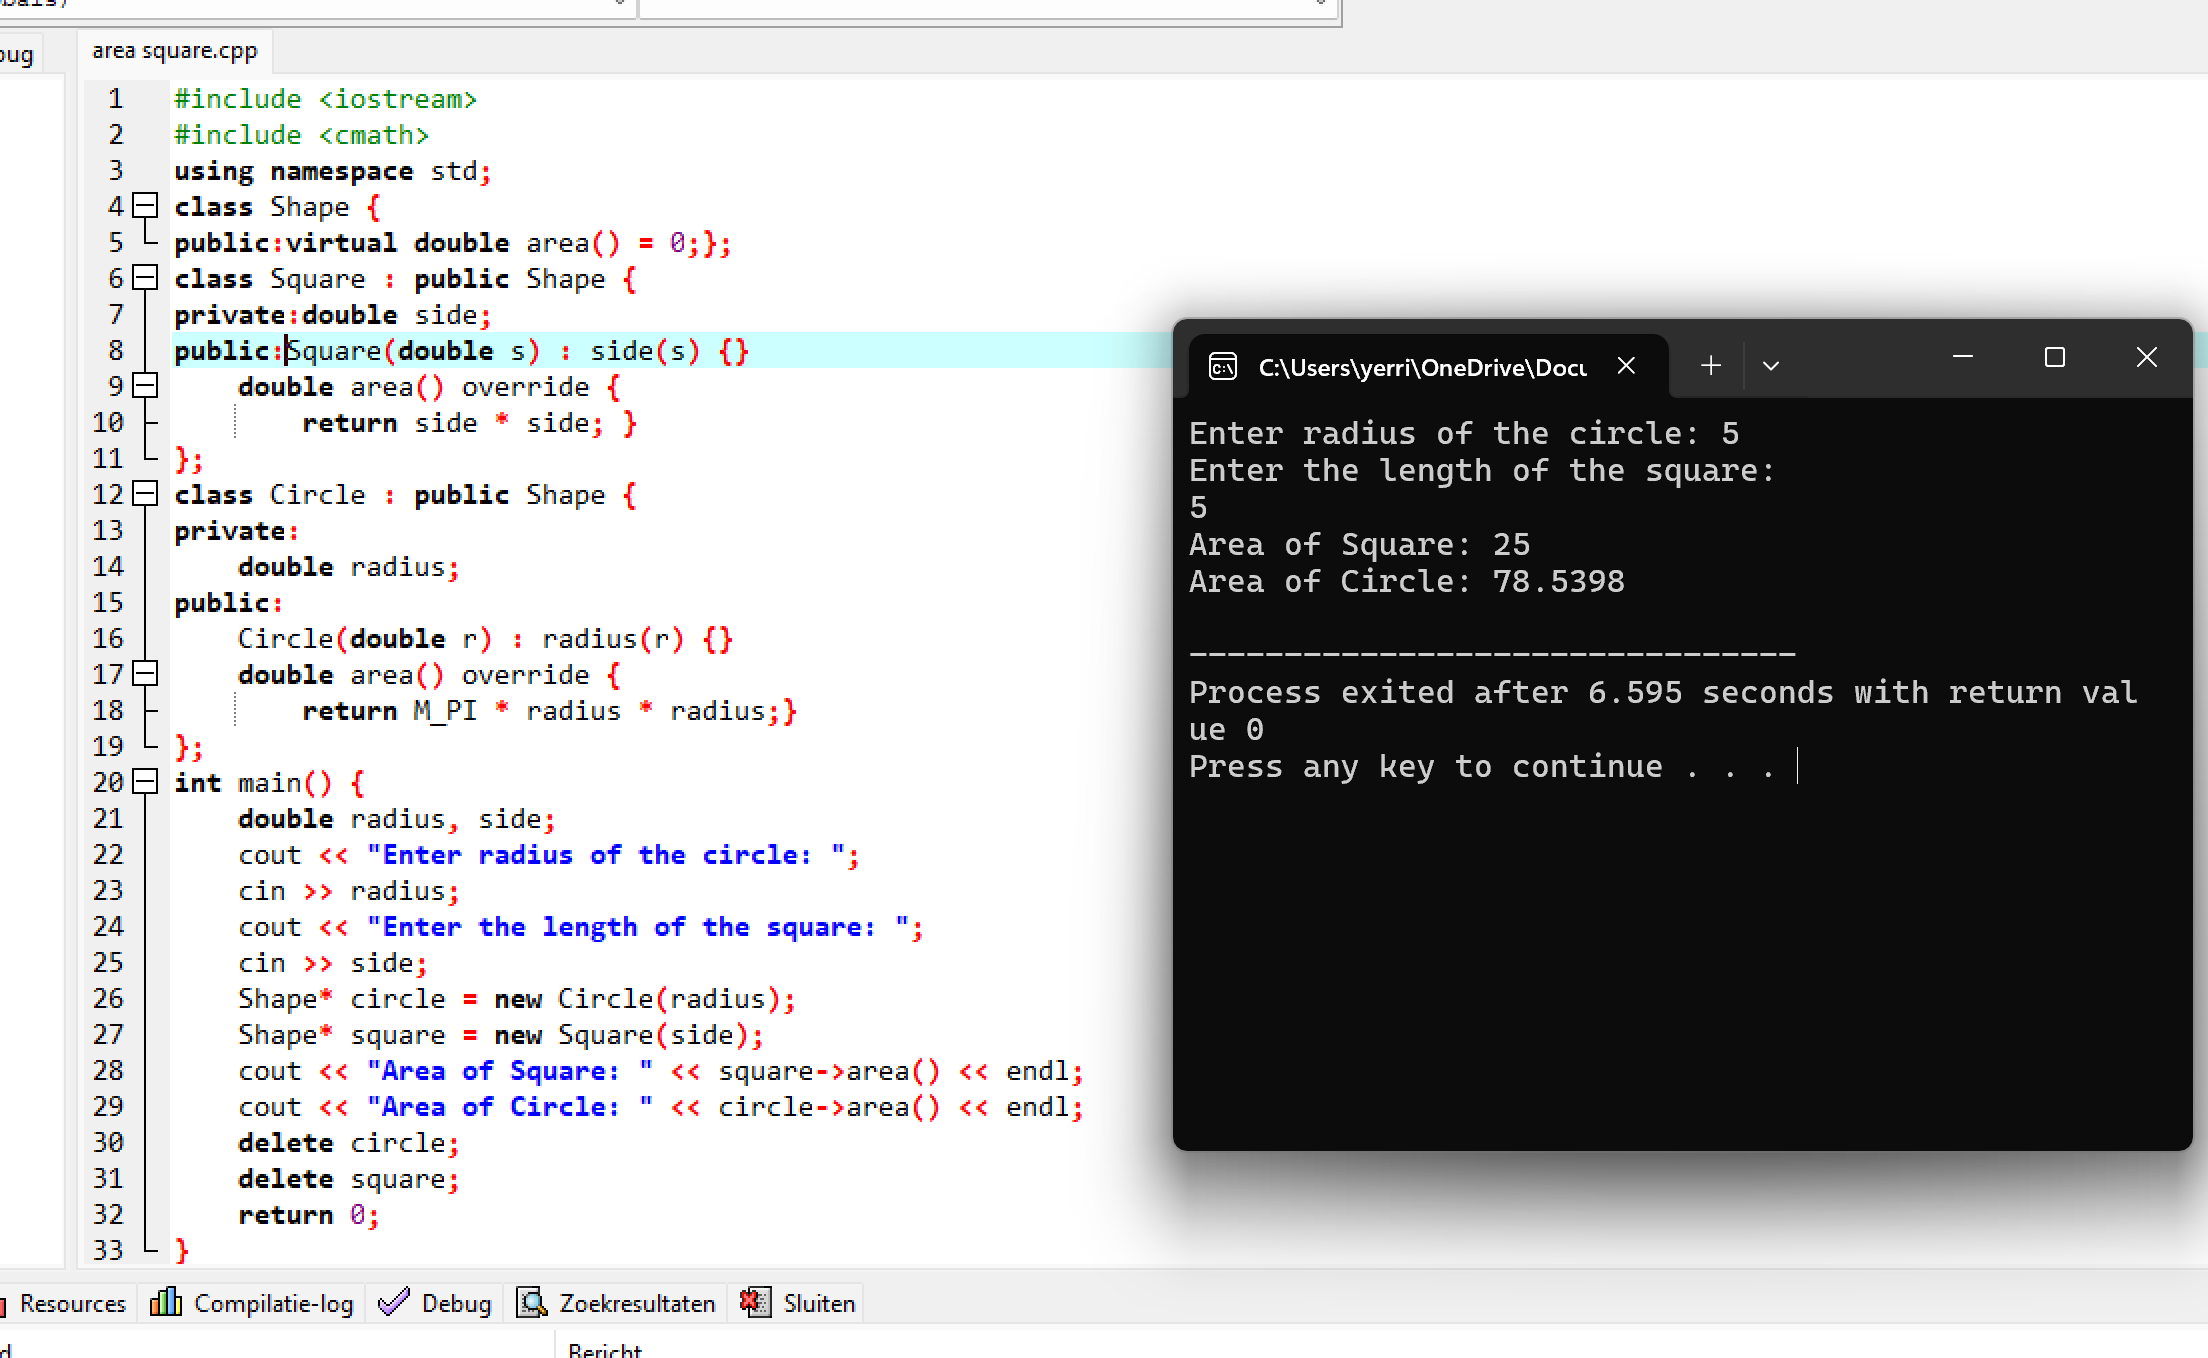 area square.cpp
1 #include <iostream>
2 #include <cmath>
3 using namespace std;
4 class Shape {
5 public:virtual double area() = 0;};
6 class Square : public Shape {
7 private:double side;
8 public:Square(double s) : side(s) {}
9 double area() override {
10 return side * side; }
11 };
12 class Circle : public Shape {
13 private:
14 double radius;
15 public:
16 Circle(double r) : radius(r) {}
17 double area() override {
18 return M_PI * radius * radius;}
19 };
20 int main() {
21 double radius, side;
22 cout << "Enter radius of the circle: ";
23 cin >> radius;
24 cout << "Enter the length of the square: ";
25 cin >> side;
26 Shape* circle = new Circle(radius);
27 Shape* square = new Square(side);
28 cout << "Area of Square: " << square->area() << endl;
29 cout << "Area of Circle: " << circle->area() << endl;
30 delete circle;
31 delete square;
32 return 0;
33 }
C:\Users\yerri\OneDrive\Docu
Enter radius of the circle: 5
Enter the length of the square:
5
Area of Square: 25
Area of Circle: 78.5398
--------------------------------
Process exited after 6.595 seconds with return val
ue 0
Press any key to continue . . .
Resources Compilatie-log Debug Zoekresultaten Sluiten
Bericht